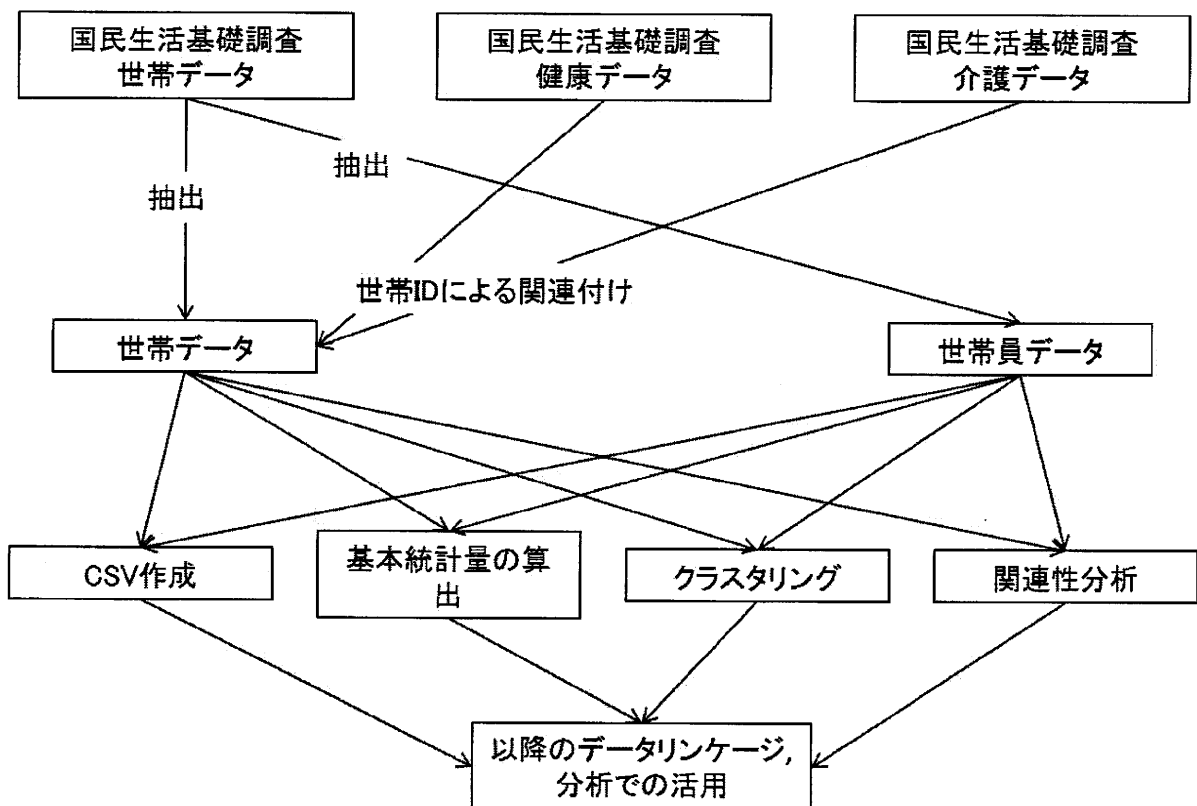 国民生活基礎調査
世帯データ
国民生活基礎調査
健康データ
国民生活基礎調査
介護データ
抽出
抽出
世帯IDによる関連付け
世帯データ
世帯員データ
CSV作成
基本統計量の算
出
クラスタリング
関連性分析
以降のデータリンケージ,
分析での活用